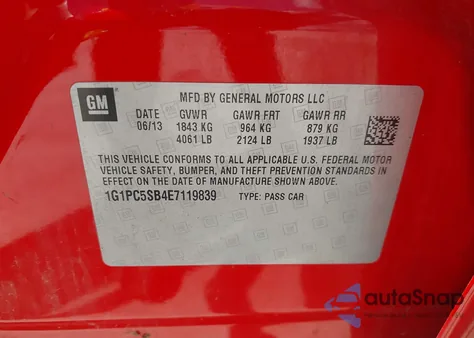 GM
MFD BY GENERAL MOTORS LLC
DATE GVWR GAWR FRT GAWR RR
06/13 1843 KG 964 KG 879 KG
4061 LB 2124 LB 1937 LB
THIS VEHICLE CONFORMS TO ALL APPLICABLE U.S. FEDERAL MOTOR
VEHICLE SAFETY, BUMPER, AND THEFT PREVENTION STANDARDS IN
EFFECT ON THE DATE OF MANUFACTURE SHOWN ABOVE.
1G1PC5SB4E7119839 TYPE: PASS CAR
autoSnap